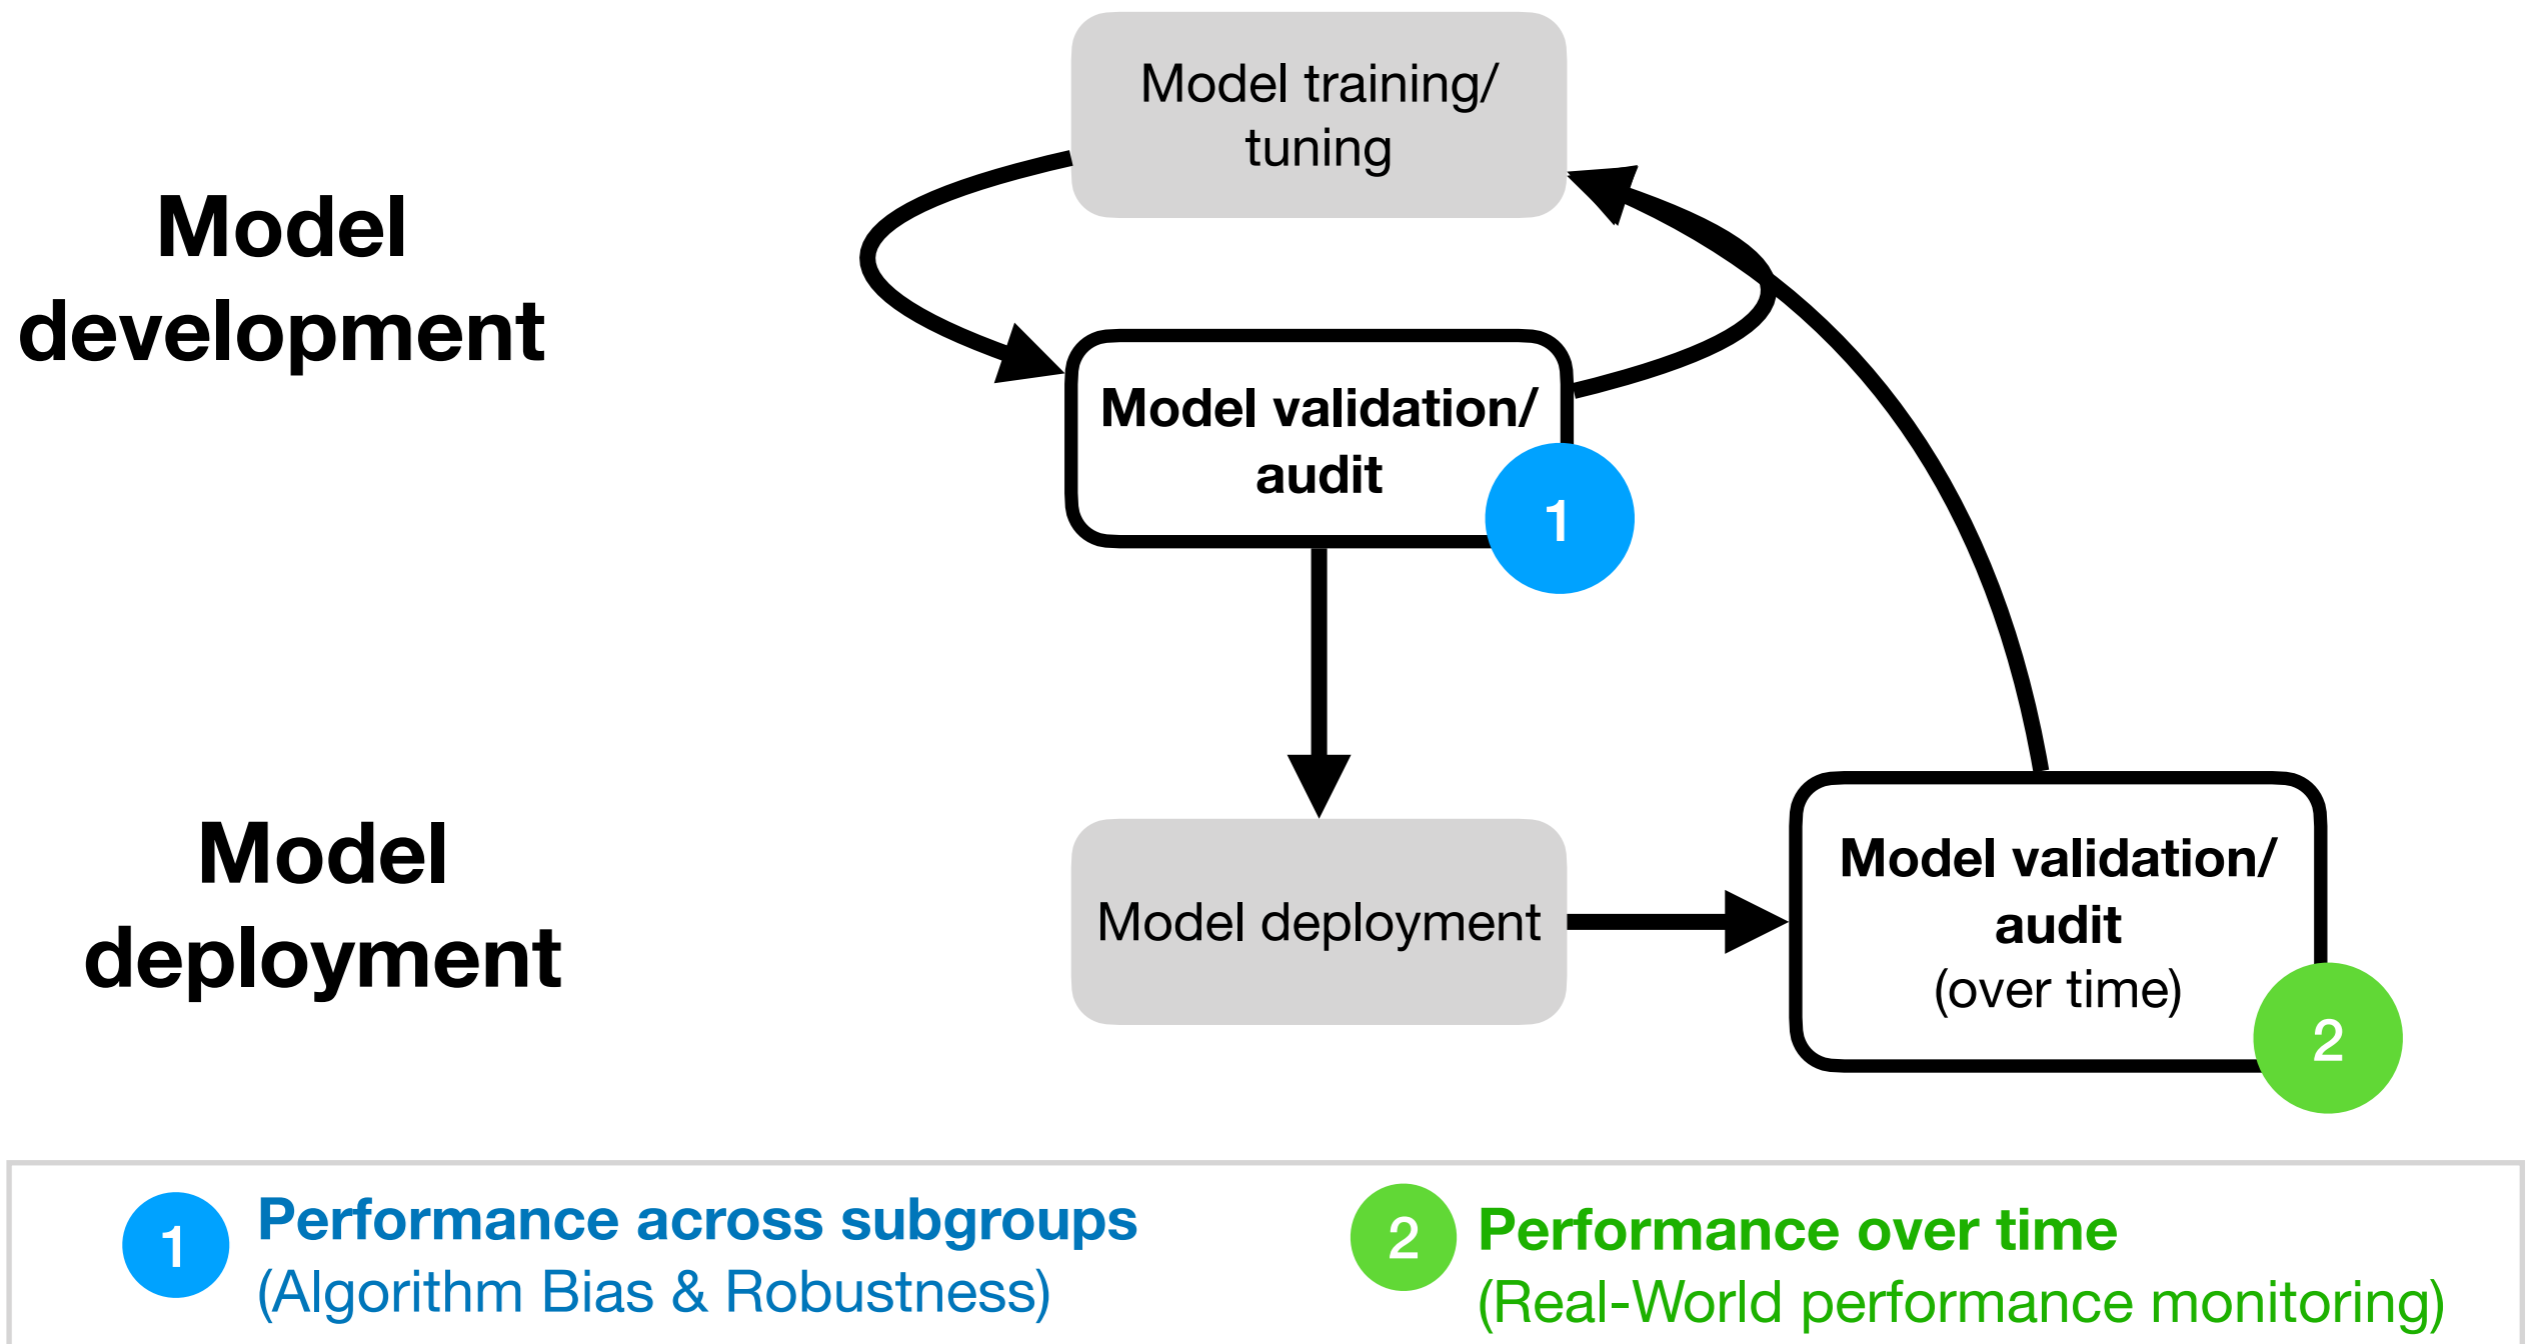 Model training/
tuning
Model
development
Model validation/
audit
1
Model
deployment
Model deployment
Model validation/
audit
(over time)
2
1
Performance across subgroups
(Algorithm Bias & Robustness)
2
Performance over time
(Real-World performance monitoring)